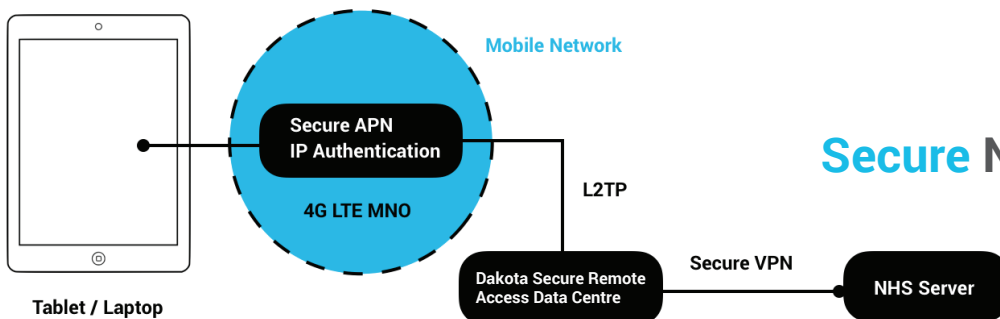 Mobile Network
Secure APN
IP Authentication
4G LTE MNO
Secure N
L2TP
Secure VPN
Dakota Secure Remote
Access Data Centre
NHS Server
Tablet / Laptop